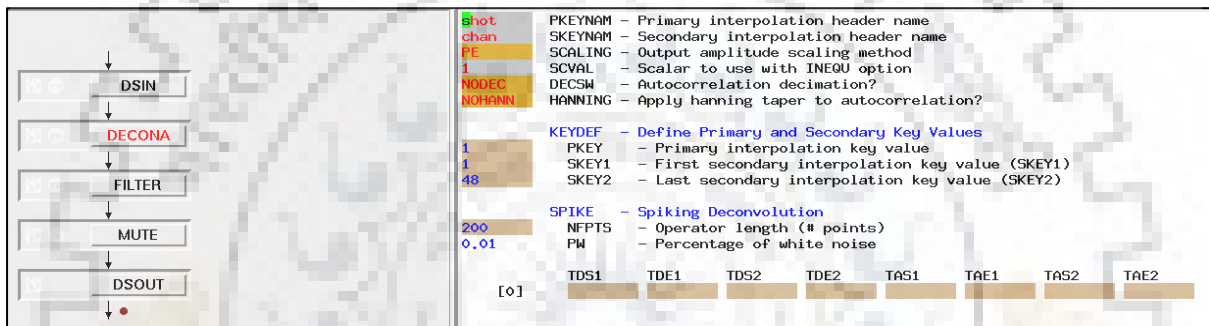 DSIN
DECONA
FILTER
MUTE
DSOUT
shot PKEYNAM - Primary interpolation header name
chan SKEYNAM - Secondary interpolation header name
PE SCALING - Output amplitude scaling method
1 SCVAL - Scalar to use with INEQU option
NODEC DECSW - Autocorrelation decimation?
NOHANN HANNING - Apply hanning taper to autocorrelation?
KEYDEF - Define Primary and Secondary Key Values
1 PKEY - Primary interpolation key value
1 SKEY1 - First secondary interpolation key value (SKEY1)
48 SKEY2 - Last secondary interpolation key value (SKEY2)
SPIKE - Spiking Deconvolution
200 NFPTS - Operator length (# points)
0.01 PW - Percentage of white noise
TDS1 TDE1 TDS2 TDE2 TAS1 TAE1 TAS2 TAE2
[◊]